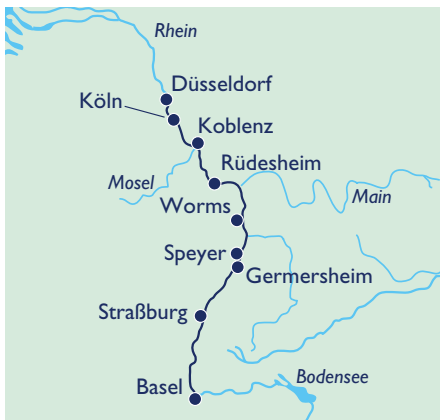 Rhein
Düsseldorf
Köln
Koblenz
Rüdesheim
Mosel
Main
Worms
Speyer
Germersheim
Straßburg
Bodensee
Basel